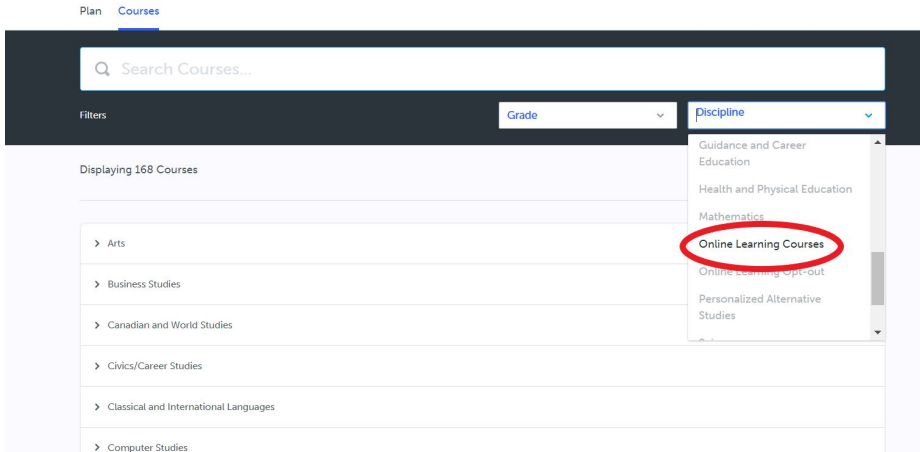 Plan Courses
Search Courses...
Filters
Grade
Discipline
Guidance and Career
Education
Displaying 168 Courses
Health and Physical Education
Mathematics
Arts
Online Learning Courses
Online Learning Opt-out
Business Studies
Personalized Alternative
Studies
Canadian and World Studies
Civics/Career Studies
Classical and International Languages
Computer Studies